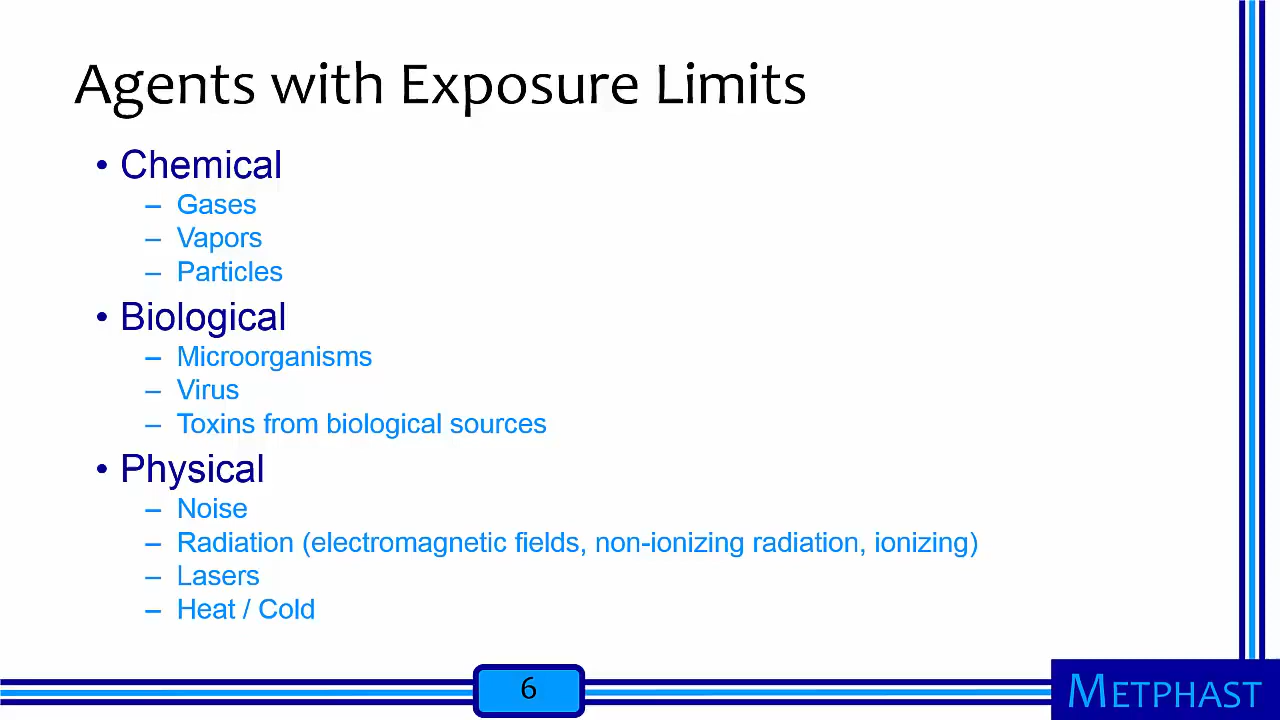 Agents with Exposure Limits
• Chemical
– Gases
– Vapors
– Particles
• Biological
– Microorganisms
– Virus
– Toxins from biological sources
• Physical
– Noise
– Radiation (electromagnetic fields, non-ionizing radiation, ionizing)
– Lasers
– Heat / Cold
6
METPHAST